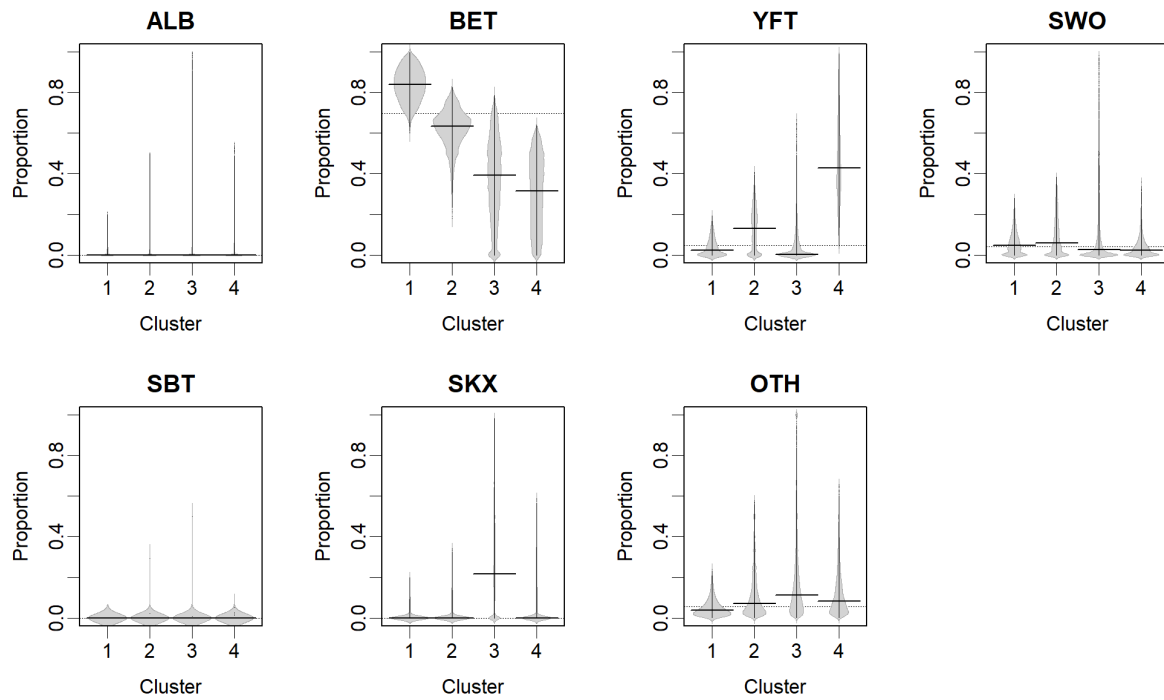 ALB
Proportion
0.0 0.4 0.8
1 2 3 4
Cluster
BET
Proportion
0.0 0.4 0.8
1 2 3 4
Cluster
YFT
Proportion
0.0 0.4 0.8
1 2 3 4
Cluster
SWO
Proportion
0.0 0.4 0.8
1 2 3 4
Cluster
SBT
Proportion
0.0 0.4 0.8
1 2 3 4
Cluster
SKX
Proportion
0.0 0.4 0.8
1 2 3 4
Cluster
OTH
Proportion
0.0 0.4 0.8
1 2 3 4
Cluster